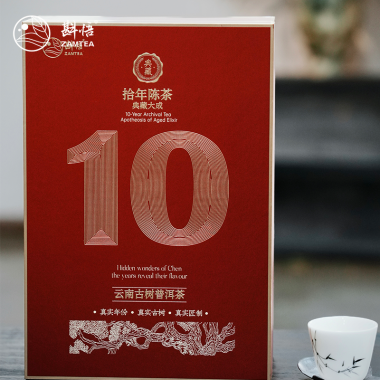 斟悟
ZAMTEA
ZAMTEA
典藏
拾年陈茶
典藏大成
10-Year Archival Tea
Apotheosis of Aged Elixir
10
Hidden wonders of Chen
the years reveal their flavour
云南古树普洱茶
·真实年份 ·真实古树 ·真实匠制·